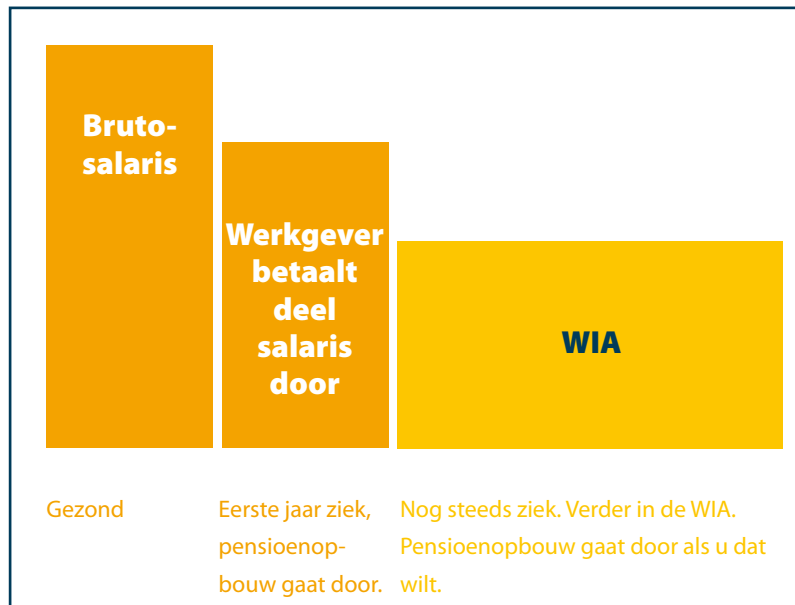 Bruto-
salaris
Werkgever
betaalt
deel
salaris
door
WIA
Gezond
Eerste jaar ziek,
pensioenop-
bouw gaat door.
Nog steeds ziek. Verder in de WIA.
Pensioenopbouw gaat door als u dat
wilt.